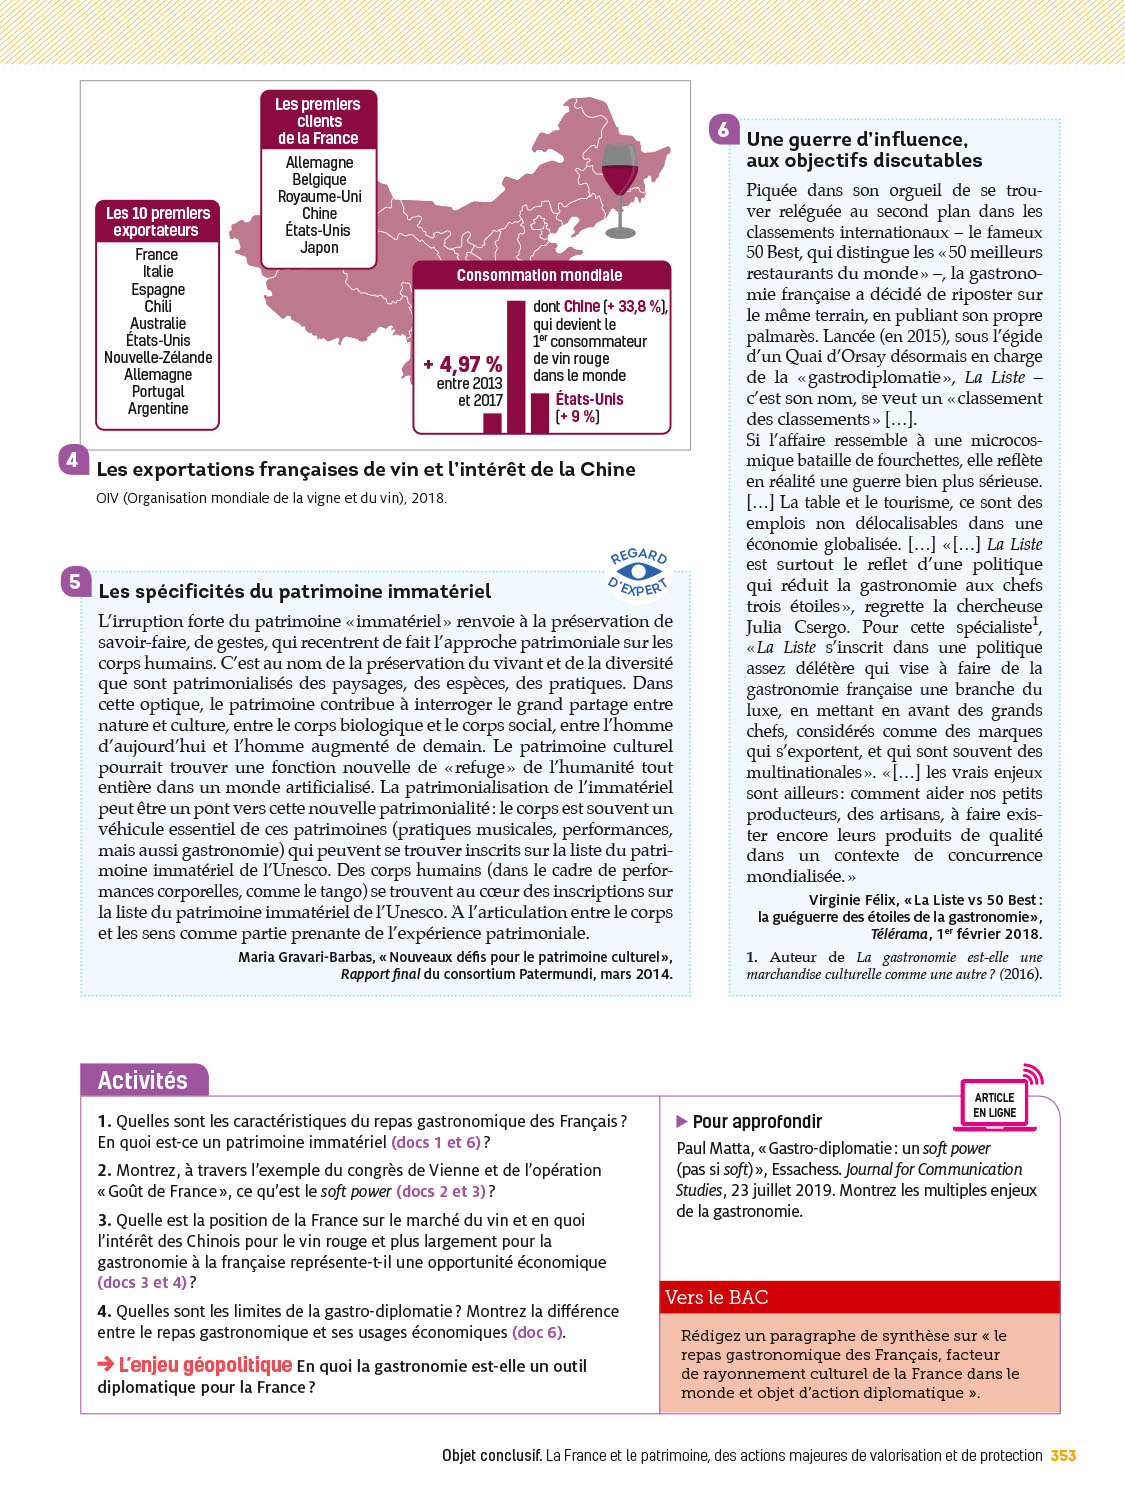 Les premiers
clients
de la France
Allemagne
Belgique
Royaume-Uni
Chine
États-Unis
Japon
Les 10 premiers
exportateurs
France
Italie
Espagne
Chili
Australie
États-Unis
Nouvelle-Zélande
Allemagne
Portugal
Argentine
Consommation mondiale
+ 4,97 %
entre 2013
et 2017
dont Chine (+ 33,8 %),
qui devient le
1er consommateur
de vin rouge
dans le monde
États-Unis
(+ 9 %)
4
Les exportations françaises de vin et l'intérêt de la Chine
OIV (Organisation mondiale de la vigne et du vin), 2018.
5
Les spécificités du patrimoine immatériel
REGARD
D'EXPERT
L'irruption forte du patrimoine « immatériel » renvoie à la préservation de
savoir-faire, de gestes, qui recentrent de fait l'approche patrimoniale sur les
corps humains. C'est au nom de la préservation du vivant et de la diversité
que sont patrimonialisés des paysages, des espèces, des pratiques. Dans
cette optique, le patrimoine contribue à interroger le grand partage entre
nature et culture, entre le corps biologique et le corps social, entre l'homme
d'aujourd'hui et l'homme augmenté de demain. Le patrimoine culturel
pourrait trouver une fonction nouvelle de « refuge » de l'humanité tout
entière dans un monde artificialisé. La patrimonialisation de l'immatériel
peut être un pont vers cette nouvelle patrimonialité : le corps est souvent un
véhicule essentiel de ces patrimoines (pratiques musicales, performances,
mais aussi gastronomie) qui peuvent se trouver inscrits sur la liste du patri-
moine immatériel de l'Unesco. Des corps humains (dans le cadre de perfor-
mances corporelles, comme le tango) se trouvent au cœur des inscriptions sur
la liste du patrimoine immatériel de l'Unesco. À l'articulation entre le corps
et les sens comme partie prenante de l'expérience patrimoniale.
Maria Gravari-Barbas, « Nouveaux défis pour le patrimoine culturel »,
Rapport final du consortium Patermundi, mars 2014.
6
Une guerre d'influence,
aux objectifs discutables
Piquée dans son orgueil de se trou-
ver reléguée au second plan dans les
classements internationaux – le fameux
50 Best, qui distingue les « 50 meilleurs
restaurants du monde » –, la gastrono-
mie française a décidé de riposter sur
le même terrain, en publiant son propre
palmarès. Lancée (en 2015), sous l'égide
d'un Quai d'Orsay désormais en charge
de la « gastrodiplomatie », La Liste –
c'est son nom, se veut un « classement
des classements » […].
Si l'affaire ressemble à une microcos-
mique bataille de fourchettes, elle reflète
en réalité une guerre bien plus sérieuse.
[…] La table et le tourisme, ce sont des
emplois non délocalisables dans une
économie globalisée. […] « […] La Liste
est surtout le reflet d'une politique
qui réduit la gastronomie aux chefs
trois étoiles », regrette la chercheuse
Julia Csergo. Pour cette spécialiste1,
« La Liste s'inscrit dans une politique
assez délétère qui vise à faire de la
gastronomie française une branche du
luxe, en mettant en avant des grands
chefs, considérés comme des marques
qui s'exportent, et qui sont souvent des
multinationales ». « […] les vrais enjeux
sont ailleurs : comment aider nos petits
producteurs, des artisans, à faire exis-
ter encore leurs produits de qualité
dans un contexte de concurrence
mondialisée. »
Virginie Félix, « La Liste vs 50 Best :
la guéguerre des étoiles de la gastronomie »,
Télérama, 1er février 2018.
1. Auteur de La gastronomie est-elle une
marchandise culturelle comme une autre ? (2016).
Activités
1. Quelles sont les caractéristiques du repas gastronomique des Français ?
En quoi est-ce un patrimoine immatériel (docs 1 et 6) ?
2. Montrez, à travers l'exemple du congrès de Vienne et de l'opération
« Goût de France », ce qu'est le soft power (docs 2 et 3) ?
3. Quelle est la position de la France sur le marché du vin et en quoi
l'intérêt des Chinois pour le vin rouge et plus largement pour la
gastronomie à la française représente-t-il une opportunité économique
(docs 3 et 4) ?
4. Quelles sont les limites de la gastro-diplomatie ? Montrez la différence
entre le repas gastronomique et ses usages économiques (doc 6).
➔ L'enjeu géopolitique En quoi la gastronomie est-elle un outil
diplomatique pour la France ?
ARTICLE
EN LIGNE
▶ Pour approfondir
Paul Matta, « Gastro-diplomatie : un soft power
(pas si soft) », Essachess. Journal for Communication
Studies, 23 juillet 2019. Montrez les multiples enjeux
de la gastronomie.
Vers le BAC
Rédigez un paragraphe de synthèse sur « le
repas gastronomique des Français, facteur
de rayonnement culturel de la France dans le
monde et objet d'action diplomatique ».
Objet conclusif. La France et le patrimoine, des actions majeures de valorisation et de protection 353